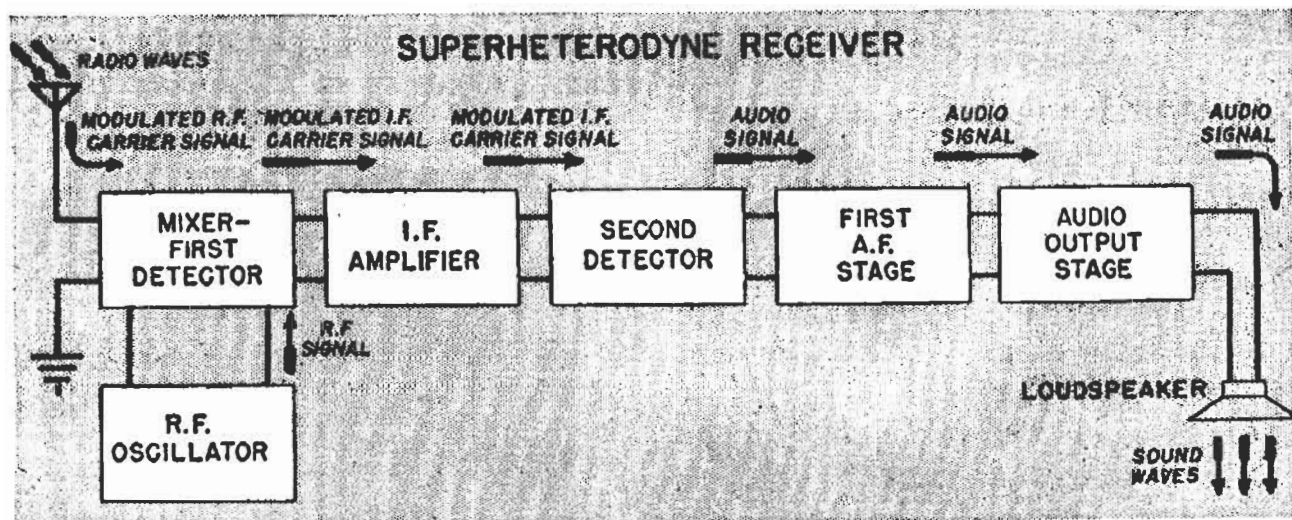 SUPERHETERODYNE RECEIVER
RADIO WAVES
MODULATED R.F.
CARRIER SIGNAL
MODULATED I.F.
CARRIER SIGNAL
MODULATED I.F.
CARRIER SIGNAL
AUDIO
SIGNAL
AUDIO
SIGNAL
AUDIO
SIGNAL
MIXER—
FIRST
DETECTOR
I.F.
AMPLIFIER
SECOND
DETECTOR
FIRST
A.F.
STAGE
AUDIO
OUTPUT
STAGE
R.F.
SIGNAL
R.F.
OSCILLATOR
LOUDSPEAKER
SOUND
WAVES